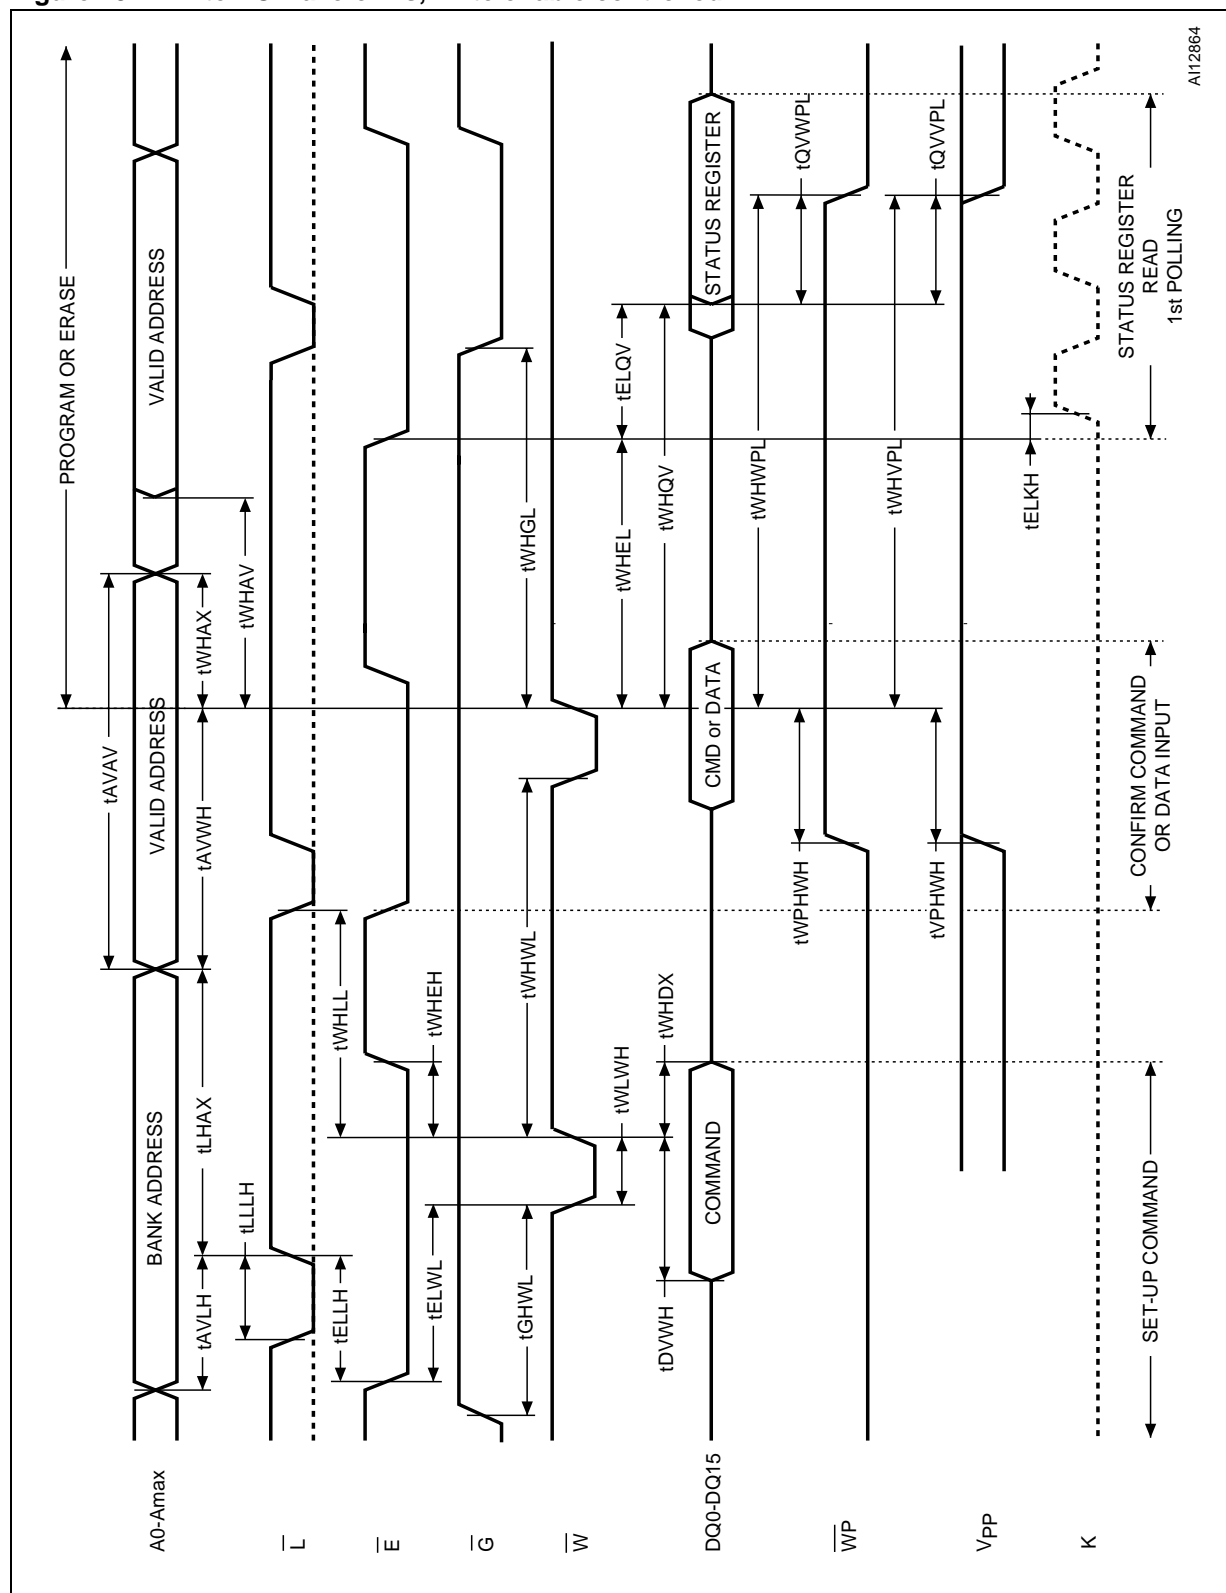 PROGRAM OR ERASE
A0-Amax
BANK ADDRESS
VALID ADDRESS
VALID ADDRESS
tAVAV
tAVLH
tLHAX
tAVWH
tWHAX
tLLLH
tWHAV
L
tELLH
tWHLL
E
tELWL
tWHEH
G
tGHWL
tWHWL
tWHGL
W
tWLWH
tWHEL
tELQV
tDVWH
tWHDX
tWHQV
DQ0-DQ15
COMMAND
CMD or DATA
STATUS REGISTER
tWHWPL
tWPHWH
tQVWPL
WP
tWHVPL
tVPHWH
tQVVPL
VPP
tELKH
K
SET-UP COMMAND
CONFIRM COMMAND
OR DATA INPUT
STATUS REGISTER
READ
1st POLLING
AI12864